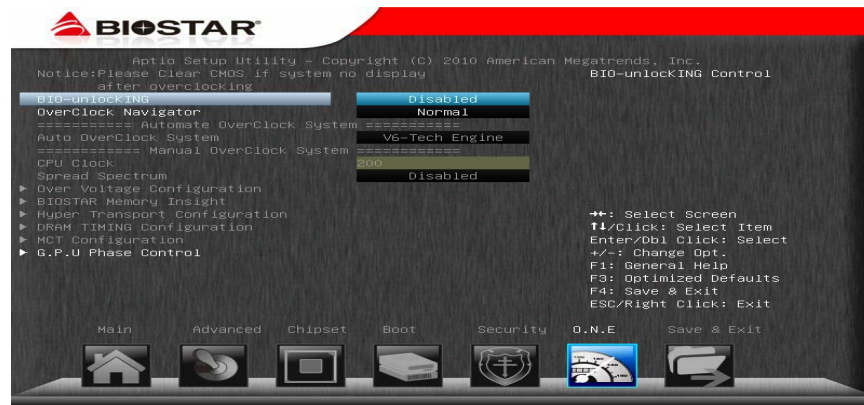 BIOSTAR®
Aptio Setup Utility - Copyright (C) 2010 American Megatrends, Inc.
Notice:Please Clear CMOS if system no display
after overclocking
BIO-unlocKING Disabled
OverClock Navigator Normal
=========== Automate OverClock System ===========
Auto OverClock System V6-Tech Engine
============ Manual OverClock System ============
CPU Clock 200
Spread Spectrum Disabled
► Over Voltage Configuration
► BIOSTAR Memory Insight
► Hyper Transport Configuration
► DRAM TIMING Configuration
► MCT Configuration
► G.P.U Phase Control
BIO-unlocKING Control
→←: Select Screen
↑↓/Click: Select Item
Enter/Dbl Click: Select
+/-: Change Opt.
F1: General Help
F3: Optimized Defaults
F4: Save & Exit
ESC/Right Click: Exit
Main Advanced Chipset Boot Security O.N.E Save & Exit